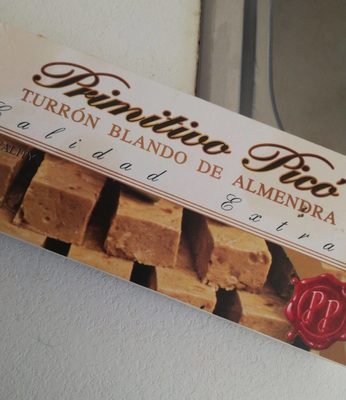 Primitivo Picó
TURRÓN BLANDO DE ALMENDRA
Calidad Extra
PP